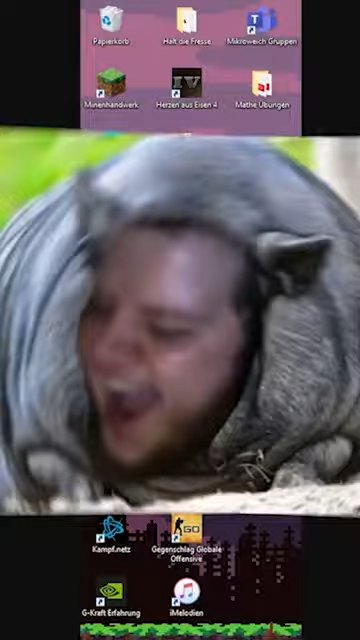 Papierkorb
Halt die Fresse
Mikroweich Gruppen
Minenhandwerk
Herzen aus Eisen 4
Mathe Übungen
Kampf.netz
Gegenschlag Globale
Offensive
G-Kraft Erfahrung
iMelodien